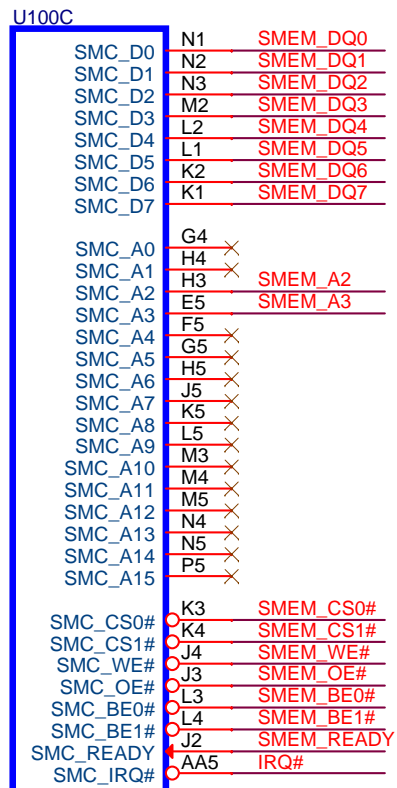 U100C
SMC_D0 N1 SMEM_DQ0
SMC_D1 N2 SMEM_DQ1
SMC_D2 N3 SMEM_DQ2
SMC_D3 M2 SMEM_DQ3
SMC_D4 L2 SMEM_DQ4
SMC_D5 L1 SMEM_DQ5
SMC_D6 K2 SMEM_DQ6
SMC_D7 K1 SMEM_DQ7
SMC_A0 G4
SMC_A1 H4
SMC_A2 H3 SMEM_A2
SMC_A3 E5 SMEM_A3
SMC_A4 F5
SMC_A5 G5
SMC_A6 H5
SMC_A7 J5
SMC_A8 K5
SMC_A9 L5
SMC_A10 M3
SMC_A11 M4
SMC_A12 M5
SMC_A13 N4
SMC_A14 N5
SMC_A15 P5
SMC_CS0# K3 SMEM_CS0#
SMC_CS1# K4 SMEM_CS1#
SMC_WE# J4 SMEM_WE#
SMC_OE# J3 SMEM_OE#
SMC_BE0# L3 SMEM_BE0#
SMC_BE1# L4 SMEM_BE1#
SMC_READY J2 SMEM_READY
SMC_IRQ# AA5 IRQ#